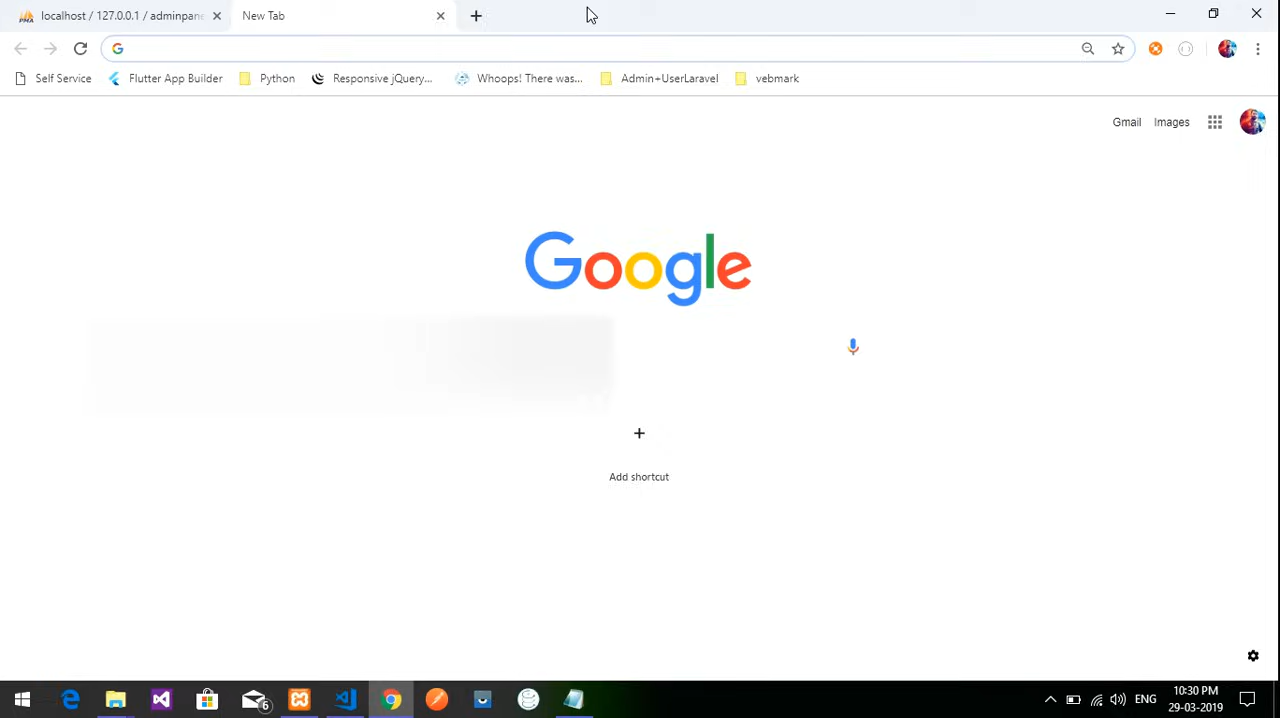 localhost / 127.0.0.1 / adminpane
New Tab
Self Service
Flutter App Builder
Python
Responsive jQuery...
Whoops! There was...
Admin+UserLaravel
vebmark
Gmail
Images
Google
Add shortcut
6
ENG
10:30 PM
29-03-2019